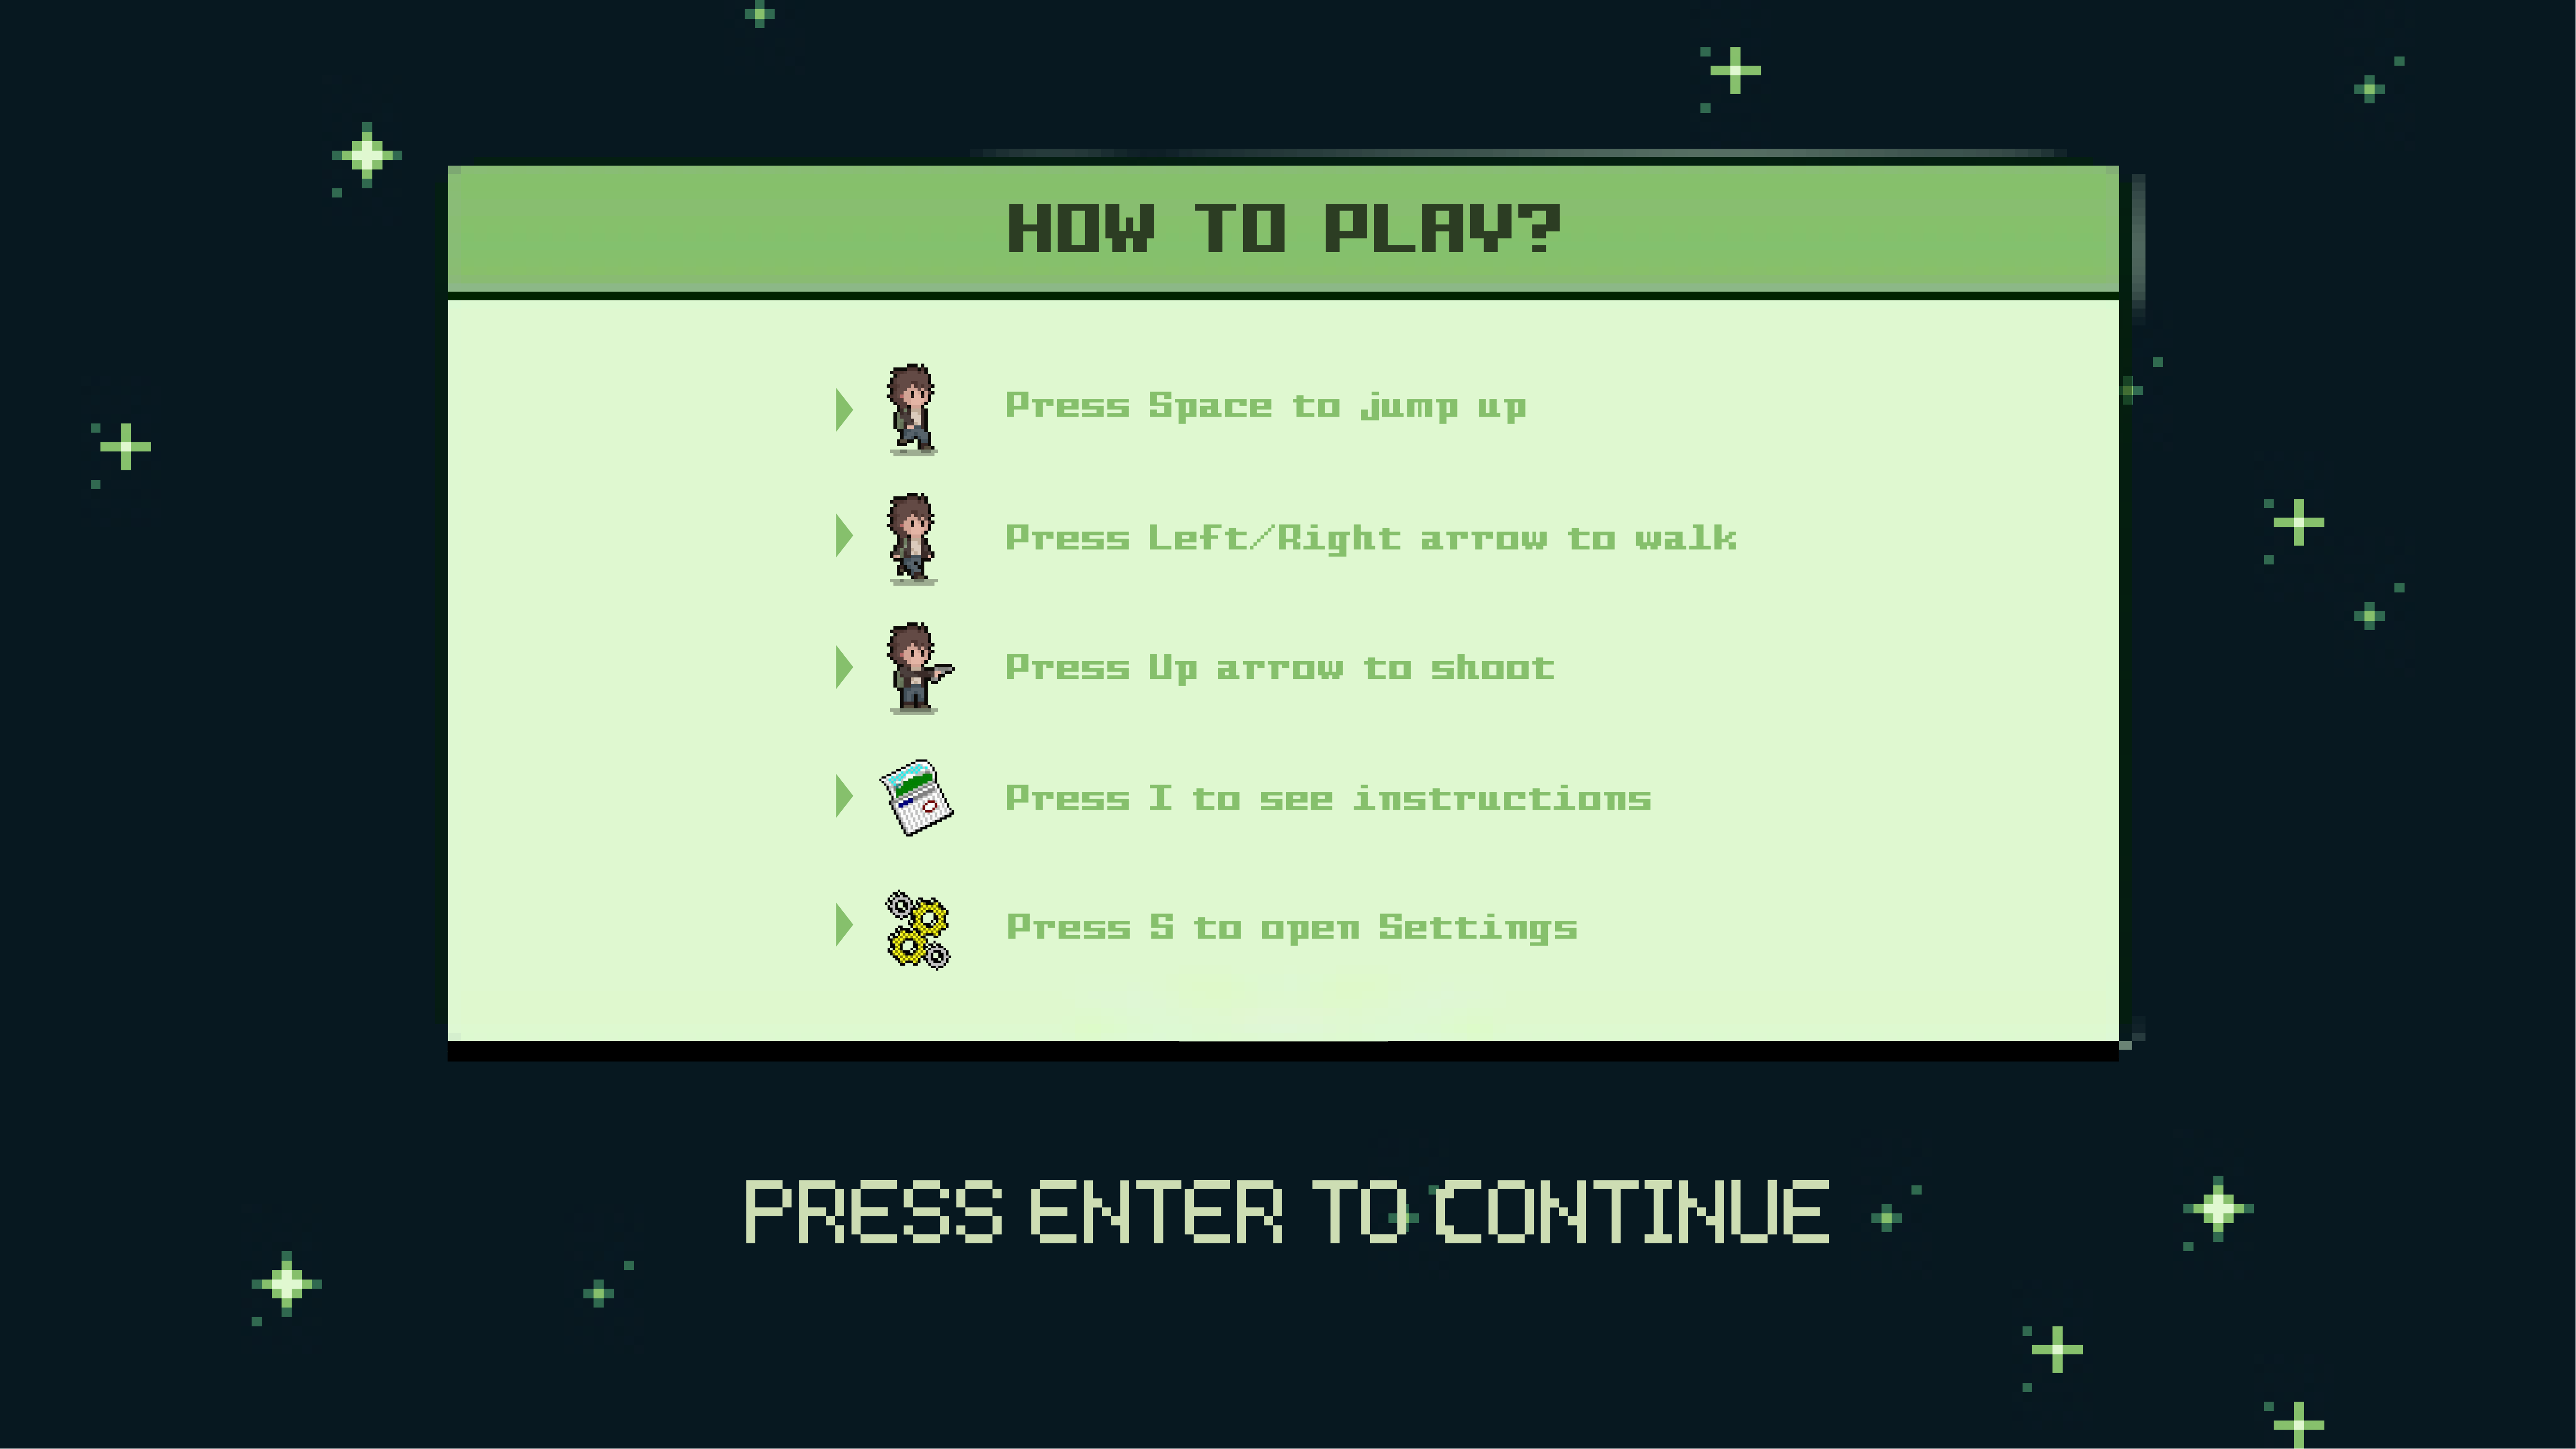 HOW TO PLAY?
Press Space to jump up
Press Left/Right arrow to walk
Press Up arrow to shoot
Press I to see instructions
Press S to open Settings
PRESS ENTER TO CONTINUE